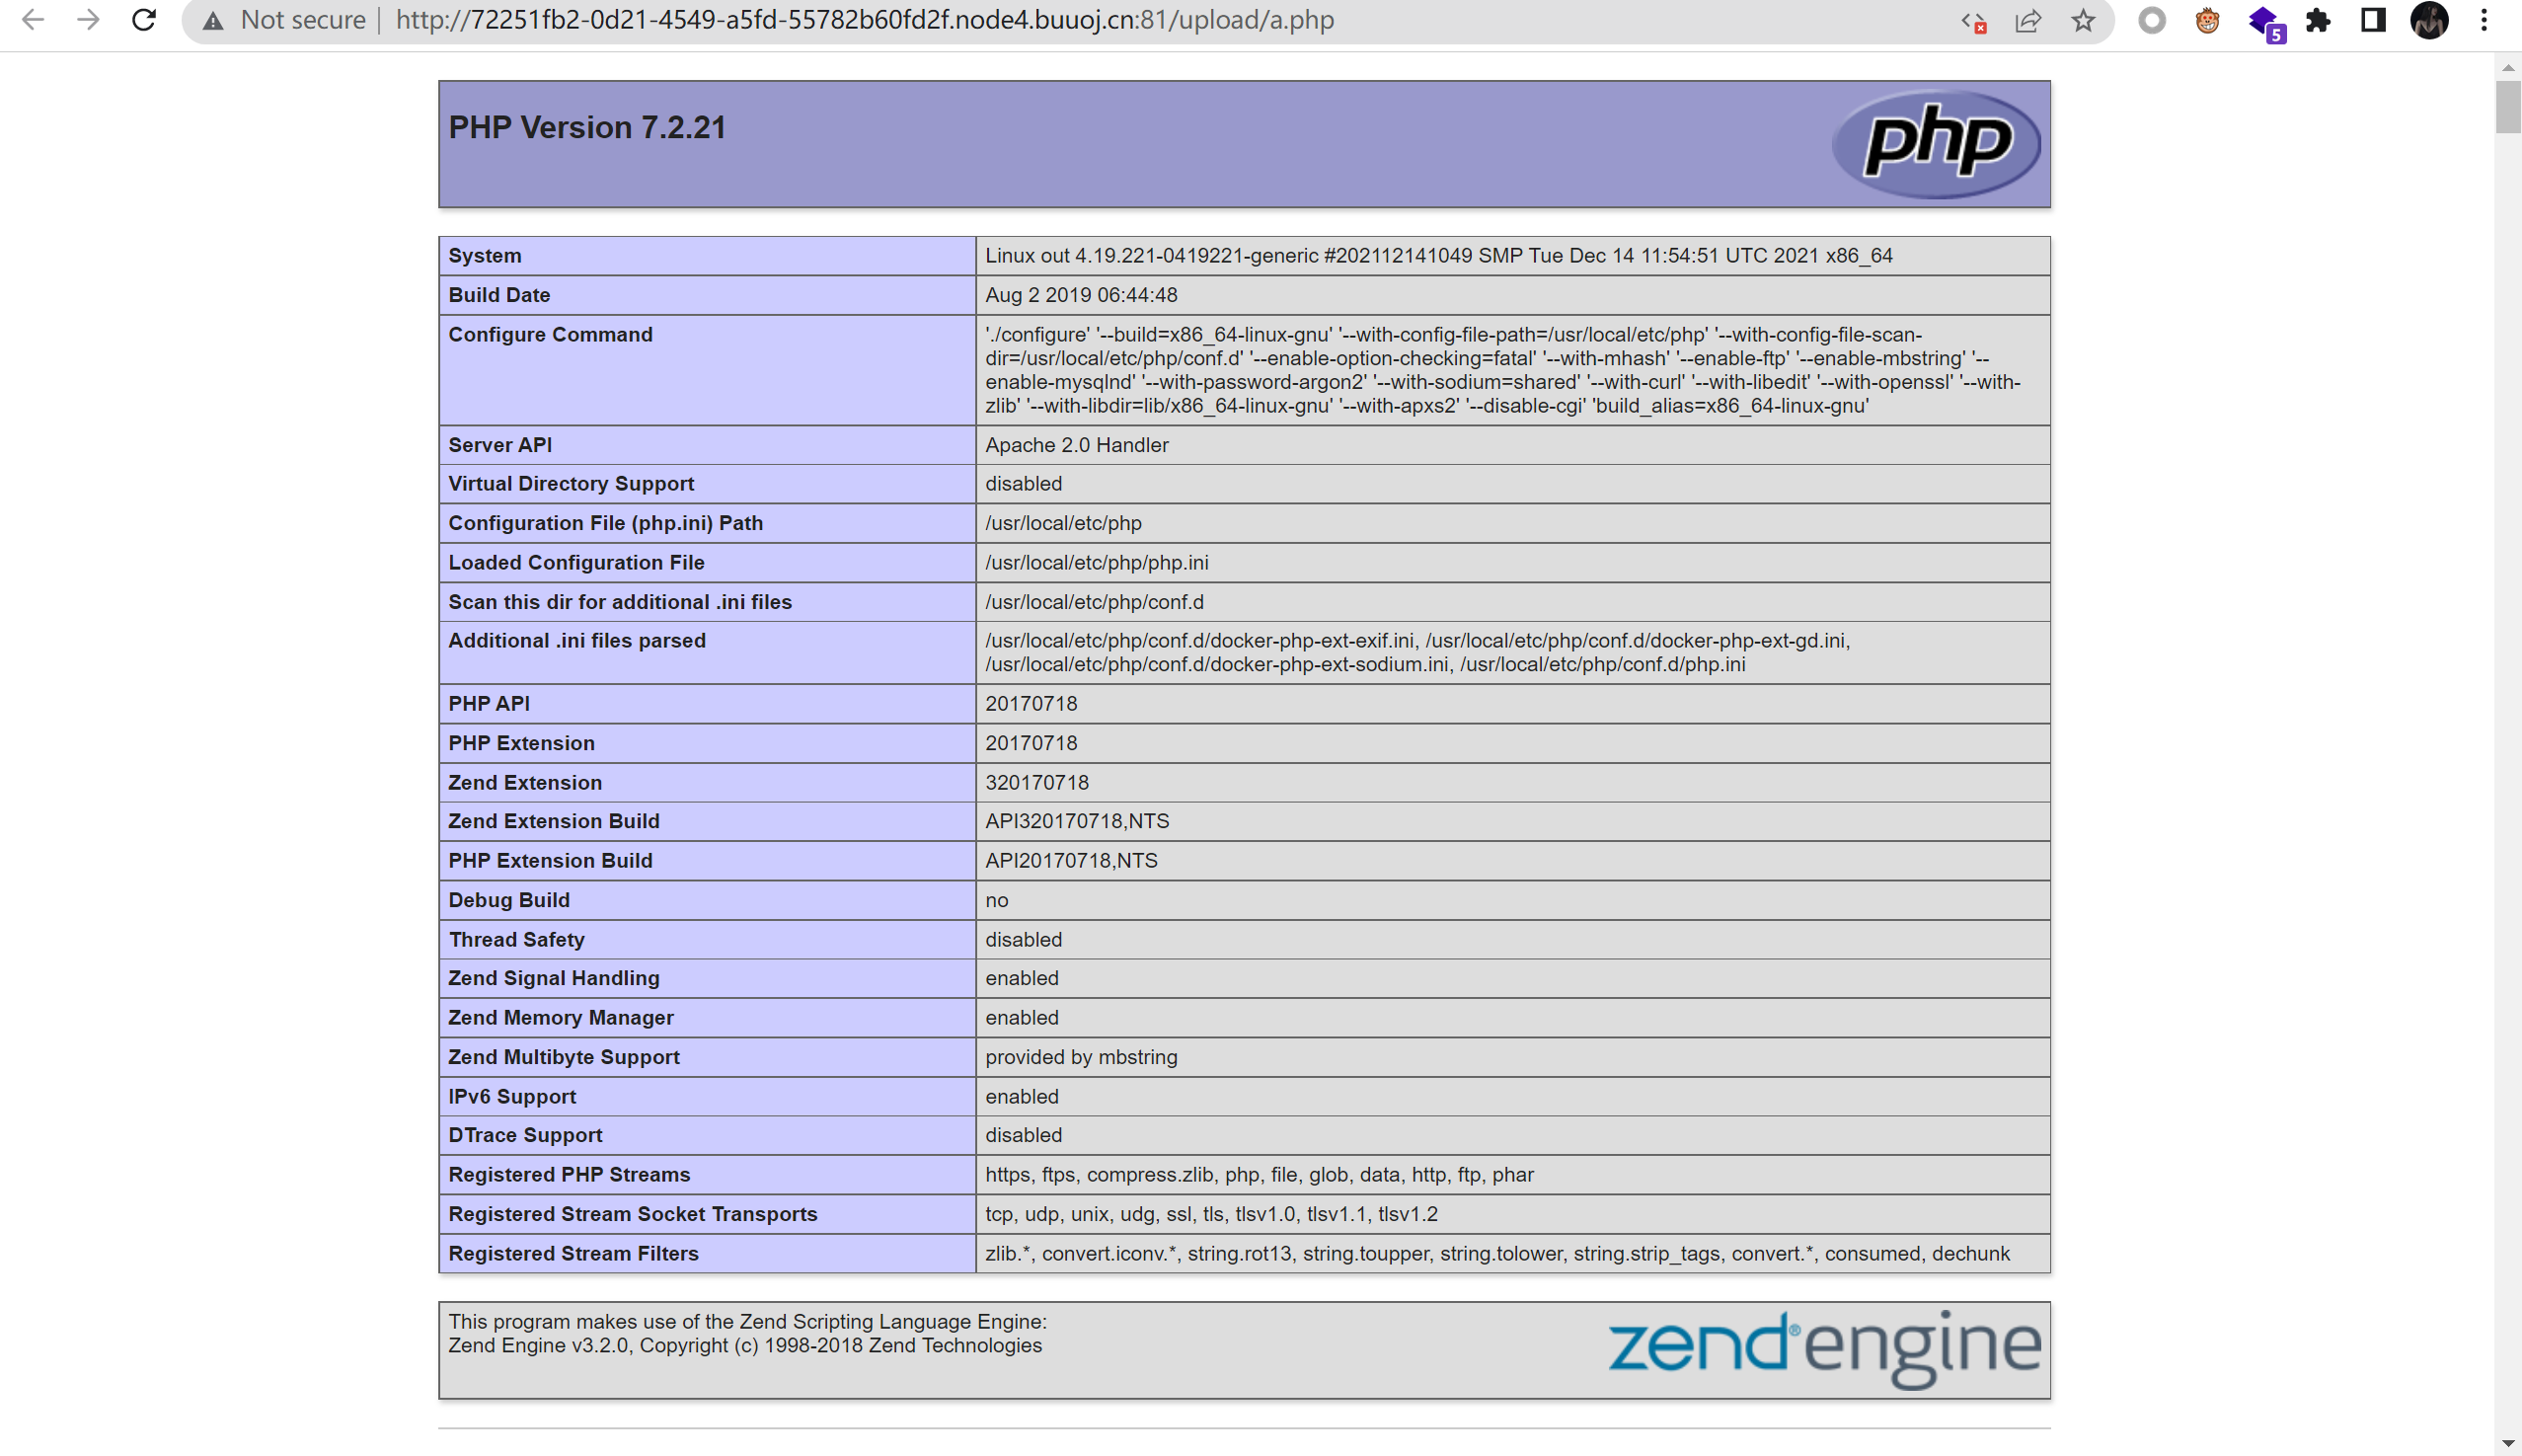 Not secure http://72251fb2-0d21-4549-a5fd-55782b60fd2f.node4.buuoj.cn:81/upload/a.php
5
PHP Version 7.2.21
php
System Linux out 4.19.221-0419221-generic #202112141049 SMP Tue Dec 14 11:54:51 UTC 2021 x86_64
Build Date Aug 2 2019 06:44:48
Configure Command './configure' '--build=x86_64-linux-gnu' '--with-config-file-path=/usr/local/etc/php' '--with-config-file-scan-
dir=/usr/local/etc/php/conf.d' '--enable-option-checking=fatal' '--with-mhash' '--enable-ftp' '--enable-mbstring' '--
enable-mysqlnd' '--with-password-argon2' '--with-sodium=shared' '--with-curl' '--with-libedit' '--with-openssl' '--with-
zlib' '--with-libdir=lib/x86_64-linux-gnu' '--with-apxs2' '--disable-cgi' 'build_alias=x86_64-linux-gnu'
Server API Apache 2.0 Handler
Virtual Directory Support disabled
Configuration File (php.ini) Path /usr/local/etc/php
Loaded Configuration File /usr/local/etc/php/php.ini
Scan this dir for additional .ini files /usr/local/etc/php/conf.d
Additional .ini files parsed /usr/local/etc/php/conf.d/docker-php-ext-exif.ini, /usr/local/etc/php/conf.d/docker-php-ext-gd.ini,
/usr/local/etc/php/conf.d/docker-php-ext-sodium.ini, /usr/local/etc/php/conf.d/php.ini
PHP API 20170718
PHP Extension 20170718
Zend Extension 320170718
Zend Extension Build API320170718,NTS
PHP Extension Build API20170718,NTS
Debug Build no
Thread Safety disabled
Zend Signal Handling enabled
Zend Memory Manager enabled
Zend Multibyte Support provided by mbstring
IPv6 Support enabled
DTrace Support disabled
Registered PHP Streams https, ftps, compress.zlib, php, file, glob, data, http, ftp, phar
Registered Stream Socket Transports tcp, udp, unix, udg, ssl, tls, tlsv1.0, tlsv1.1, tlsv1.2
Registered Stream Filters zlib.*, convert.iconv.*, string.rot13, string.toupper, string.tolower, string.strip_tags, convert.*, consumed, dechunk
This program makes use of the Zend Scripting Language Engine:
Zend Engine v3.2.0, Copyright (c) 1998-2018 Zend Technologies
zend®engine